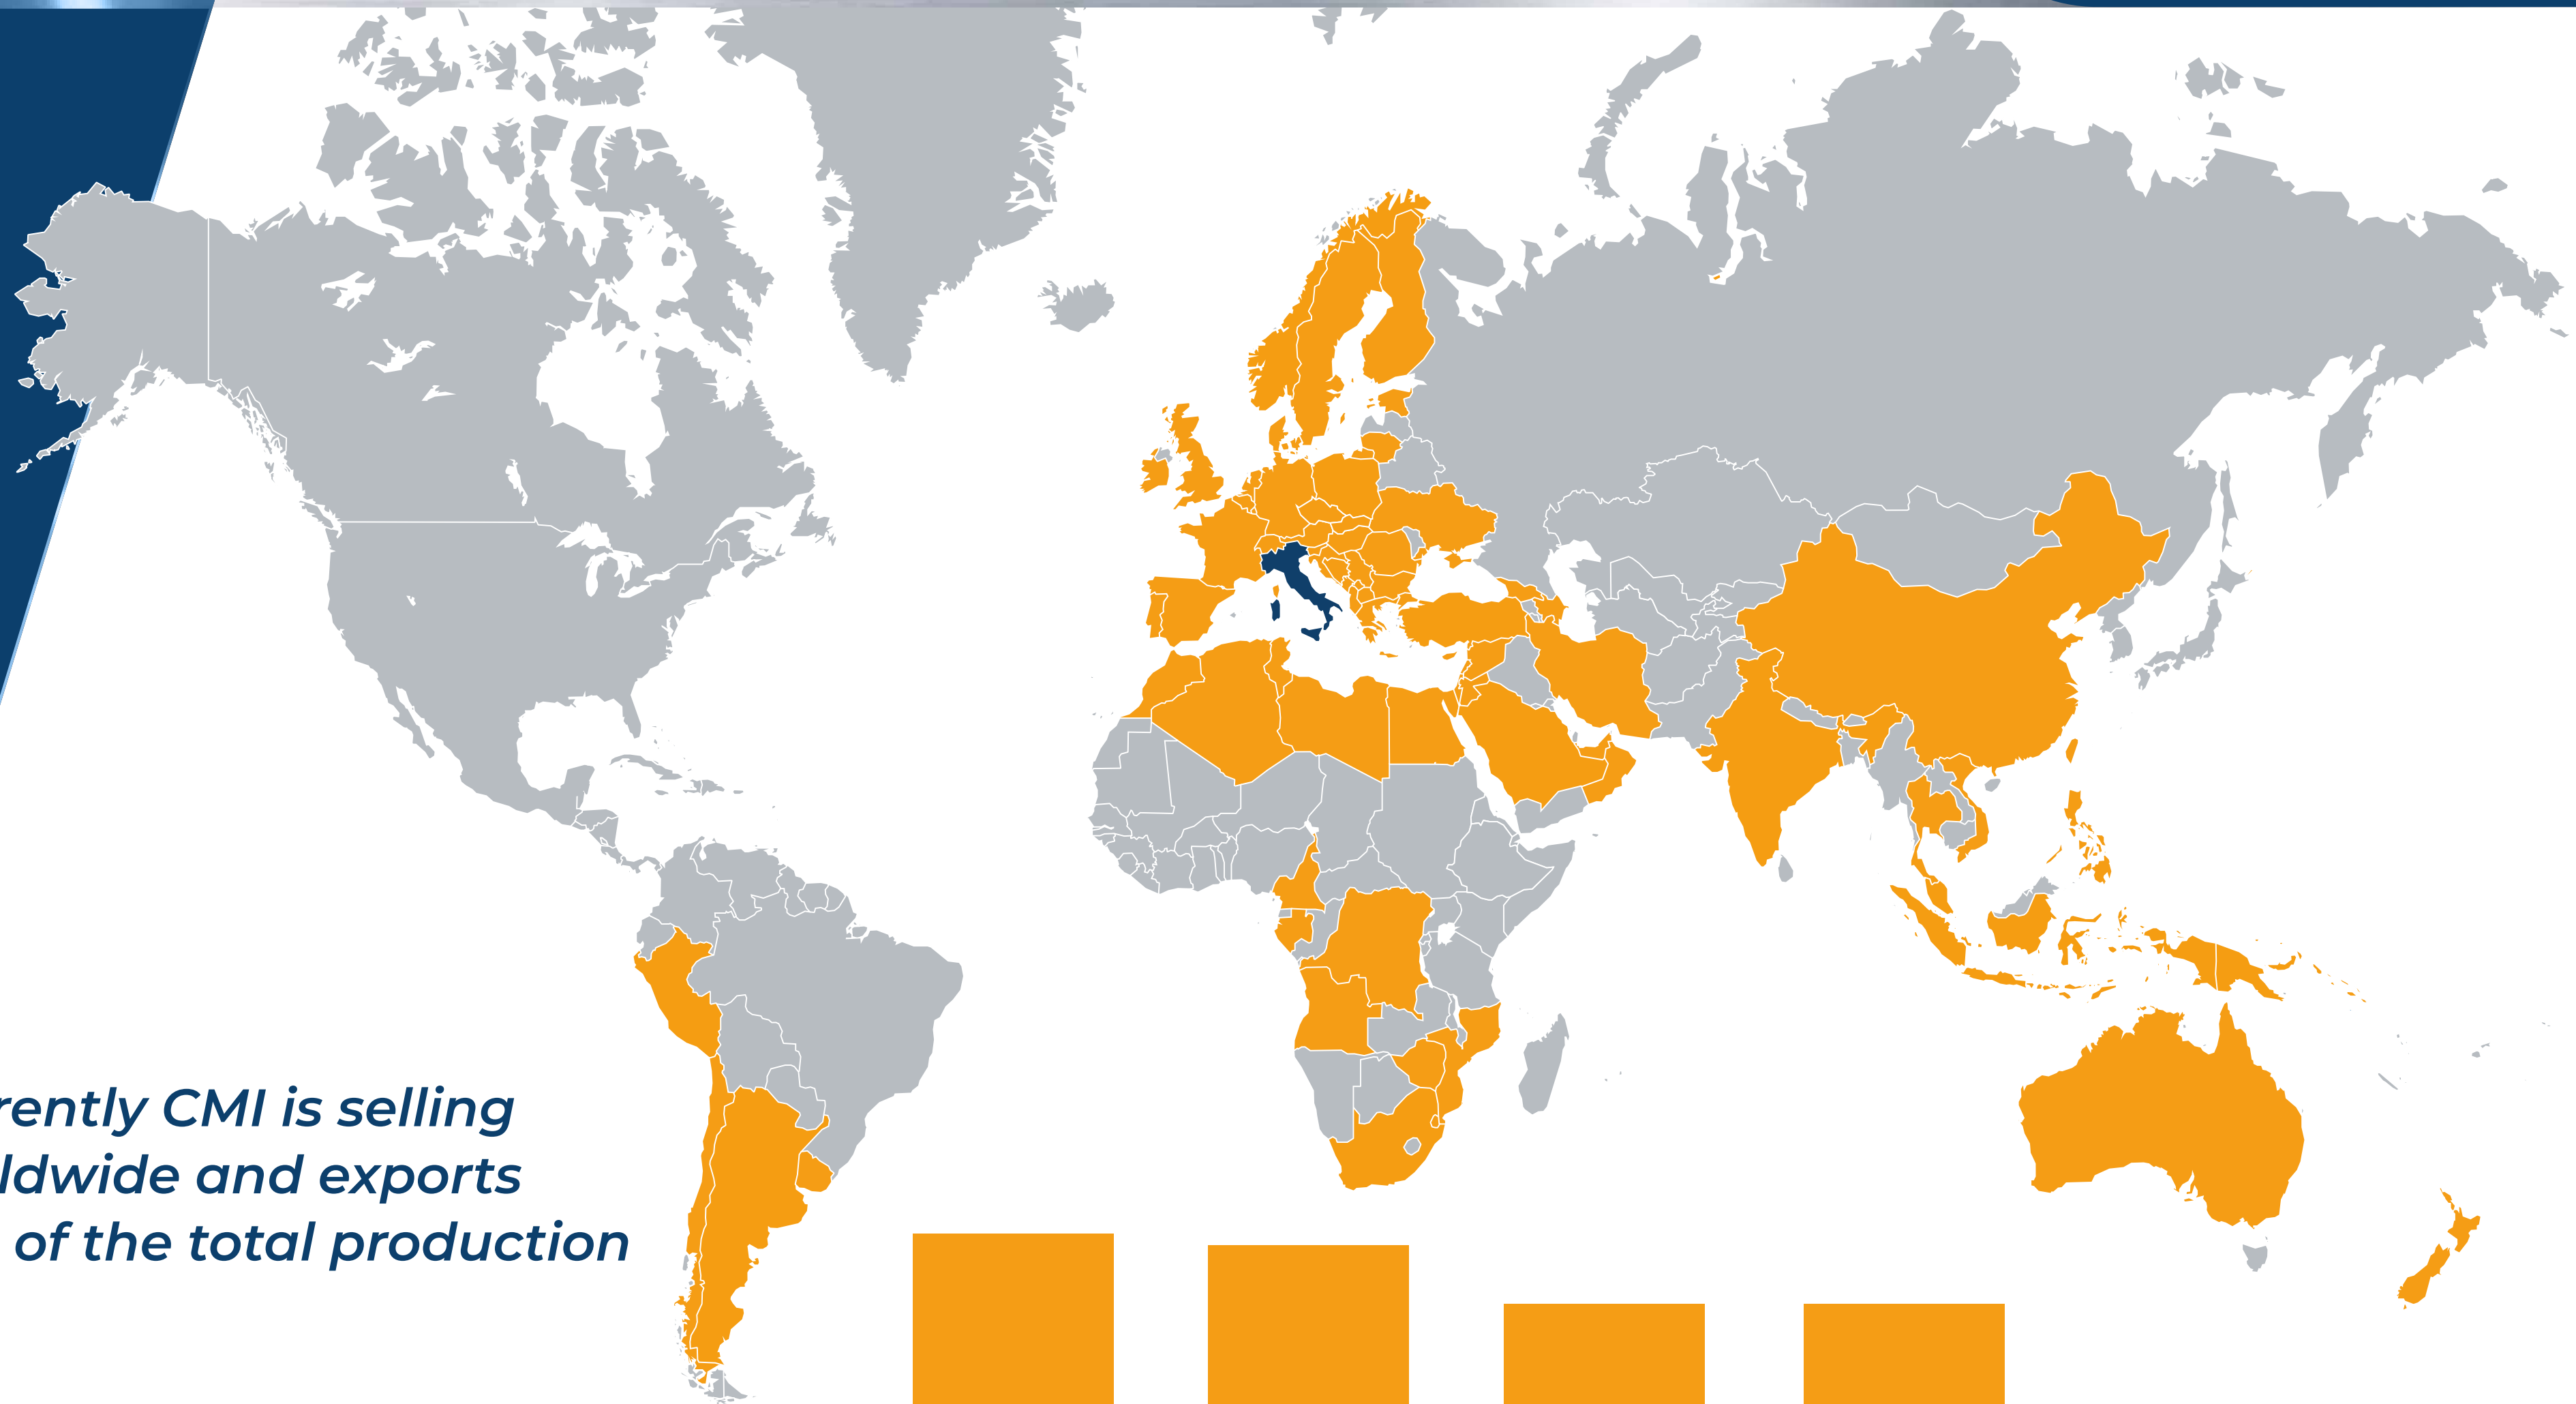 rently CMI is selling
ldwide and exports
of the total production